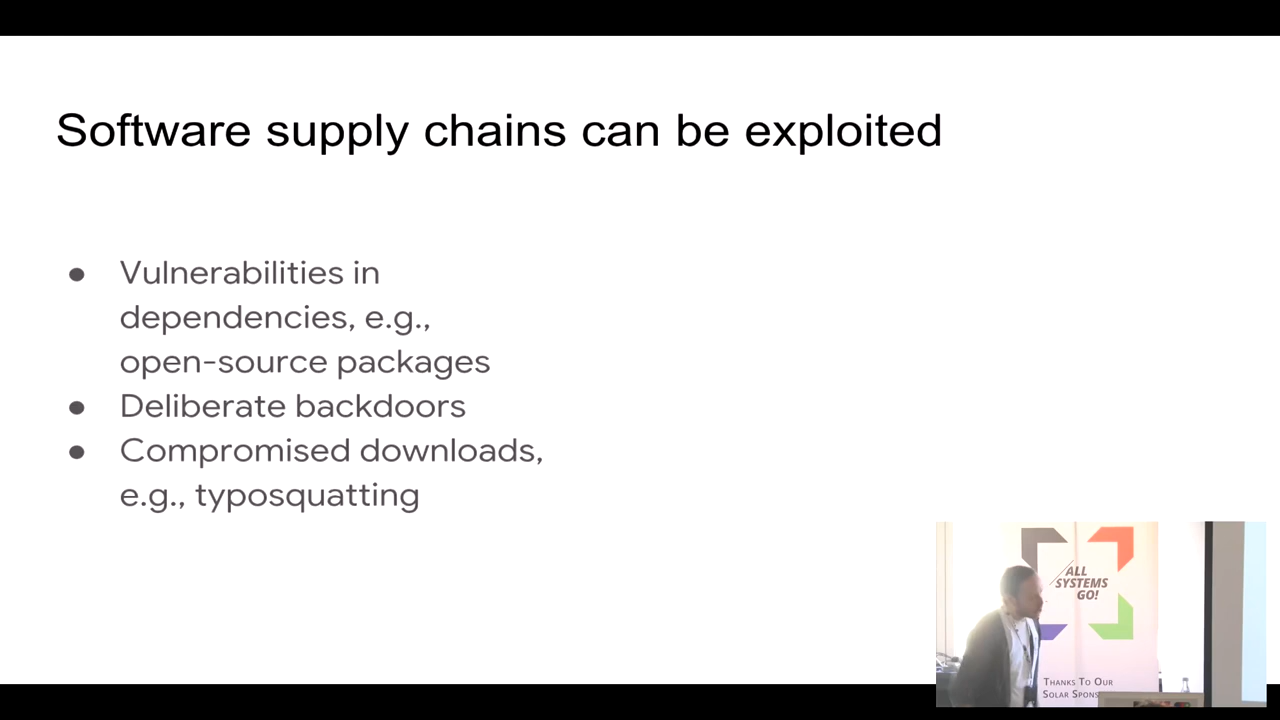 Software supply chains can be exploited
● Vulnerabilities in
dependencies, e.g.,
open-source packages
● Deliberate backdoors
● Compromised downloads,
e.g., typosquatting
ALL
SYSTEMS
GO!
THANKS TO OUR
SOLAR